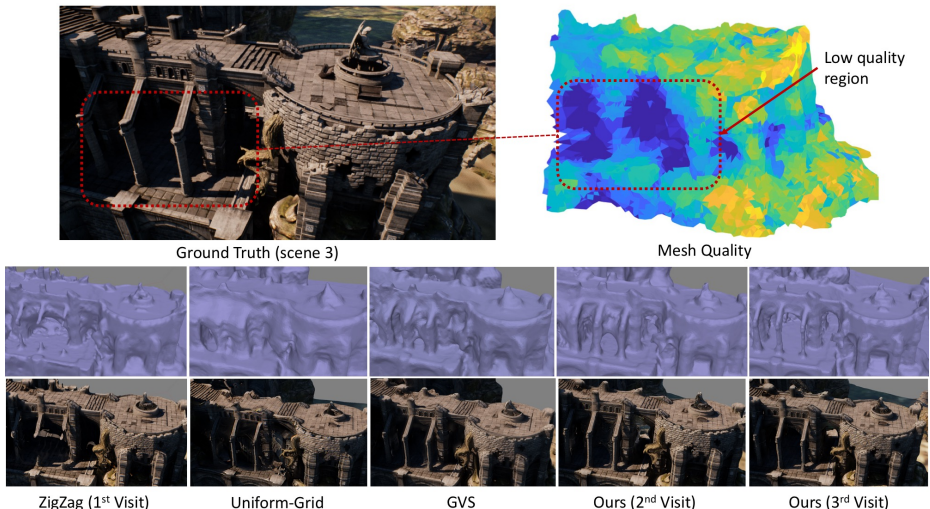 Low quality
region
Ground Truth (scene 3)
Mesh Quality
ZigZag (1st Visit)
Uniform-Grid
GVS
Ours (2nd Visit)
Ours (3rd Visit)